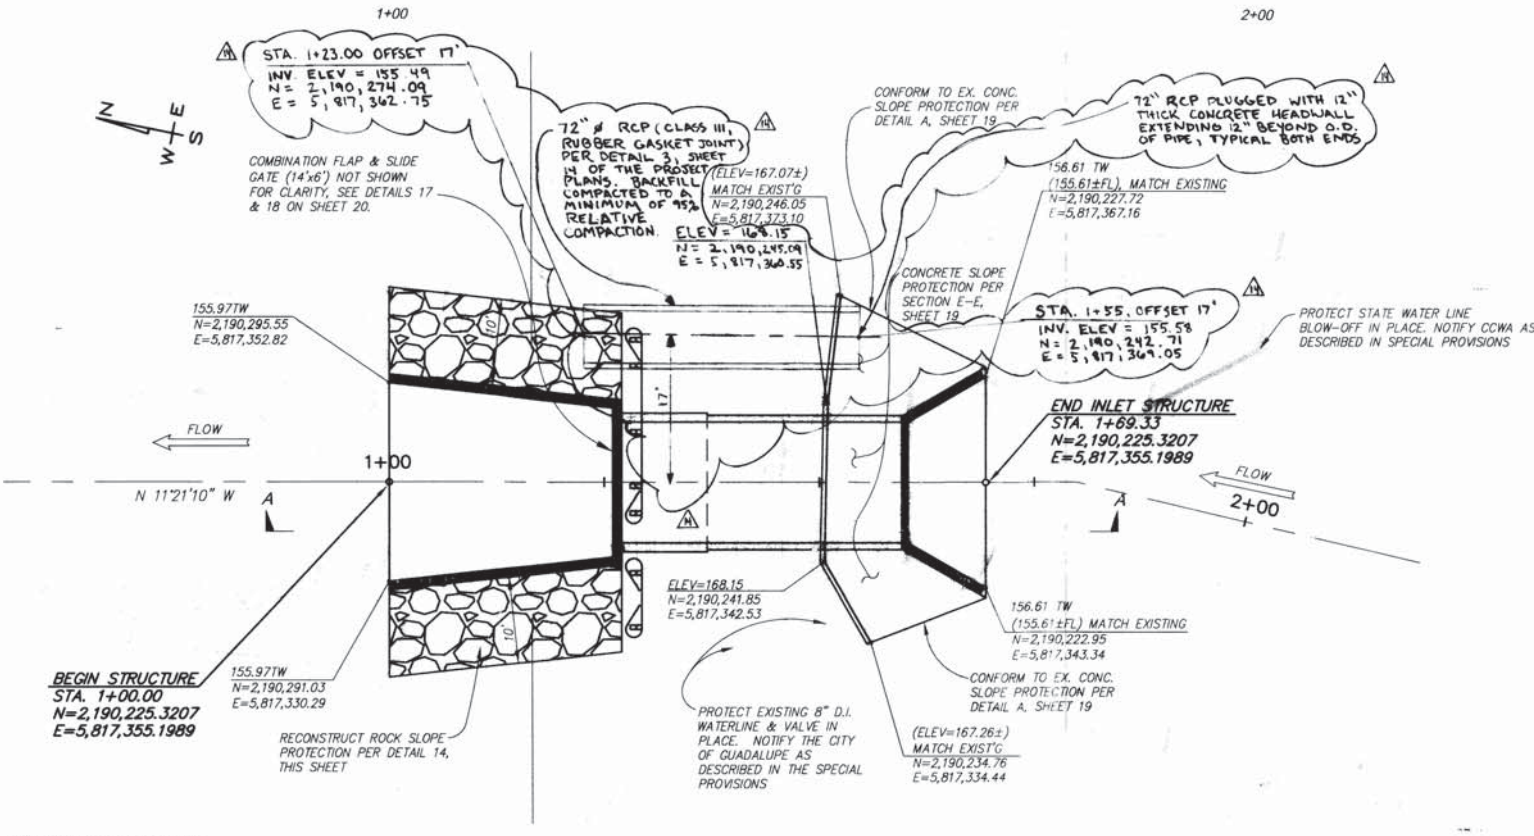 1+00
2+00
14
STA. 1+23.00 OFFSET 17'
INV. ELEV = 155.49
N= 2,190,274.09
E= 5,817,362.75
N
E
W
S
COMBINATION FLAP & SLIDE
GATE (14'x6') NOT SHOWN
FOR CLARITY, SEE DETAILS 17
& 18 ON SHEET 20.
14
72" ø RCP (CLASS III,
RUBBER GASKET JOINT)
PER DETAIL 3, SHEET
14 OF THE PROJECT
PLANS. BACKFILL
COMPACTED TO A
MINIMUM OF 95%
RELATIVE
COMPACTION.
(ELEV=167.07±)
MATCH EXIST'G
N=2,190,246.05
E=5,817,373.10
ELEV = 168.15
N= 2,190,245.09
E= 5,817,360.55
CONFORM TO EX. CONC.
SLOPE PROTECTION PER
DETAIL A, SHEET 19
14
72" RCP PLUGGED WITH 12"
THICK CONCRETE HEADWALL
EXTENDING 12" BEYOND O.D.
OF PIPE, TYPICAL BOTH ENDS
156.61 TW
(155.61±FL), MATCH EXISTING
N=2,190,227.72
E=5,817,367.16
CONCRETE SLOPE
PROTECTION PER
SECTION E-E,
SHEET 19
14
STA. 1+55, OFFSET 17'
INV. ELEV = 155.58
N= 2,190,242.71
E= 5,817,369.05
PROTECT STATE WATER LINE
BLOW-OFF IN PLACE. NOTIFY CCWA AS
DESCRIBED IN SPECIAL PROVISIONS
155.97TW
N=2,190,295.55
E=5,817,352.82
10'
17'
FLOW
1+00
N 11°21'10" W
A
END INLET STRUCTURE
STA. 1+69.33
N=2,190,225.3207
E=5,817,355.1989
FLOW
2+00
A
14
ELEV=168.15
N=2,190,241.85
E=5,817,342.53
156.61 TW
(155.61±FL) MATCH EXISTING
N=2,190,222.95
E=5,817,343.34
10'
BEGIN STRUCTURE
STA. 1+00.00
N=2,190,225.3207
E=5,817,355.1989
155.97TW
N=2,190,291.03
E=5,817,330.29
RECONSTRUCT ROCK SLOPE
PROTECTION PER DETAIL 14,
THIS SHEET
PROTECT EXISTING 8" D.I.
WATERLINE & VALVE IN
PLACE. NOTIFY THE CITY
OF GUADALUPE AS
DESCRIBED IN THE SPECIAL
PROVISIONS
CONFORM TO EX. CONC.
SLOPE PROTECTION PER
DETAIL A, SHEET 19
(ELEV=167.26±)
MATCH EXIST'G
N=2,190,234.76
E=5,817,334.44